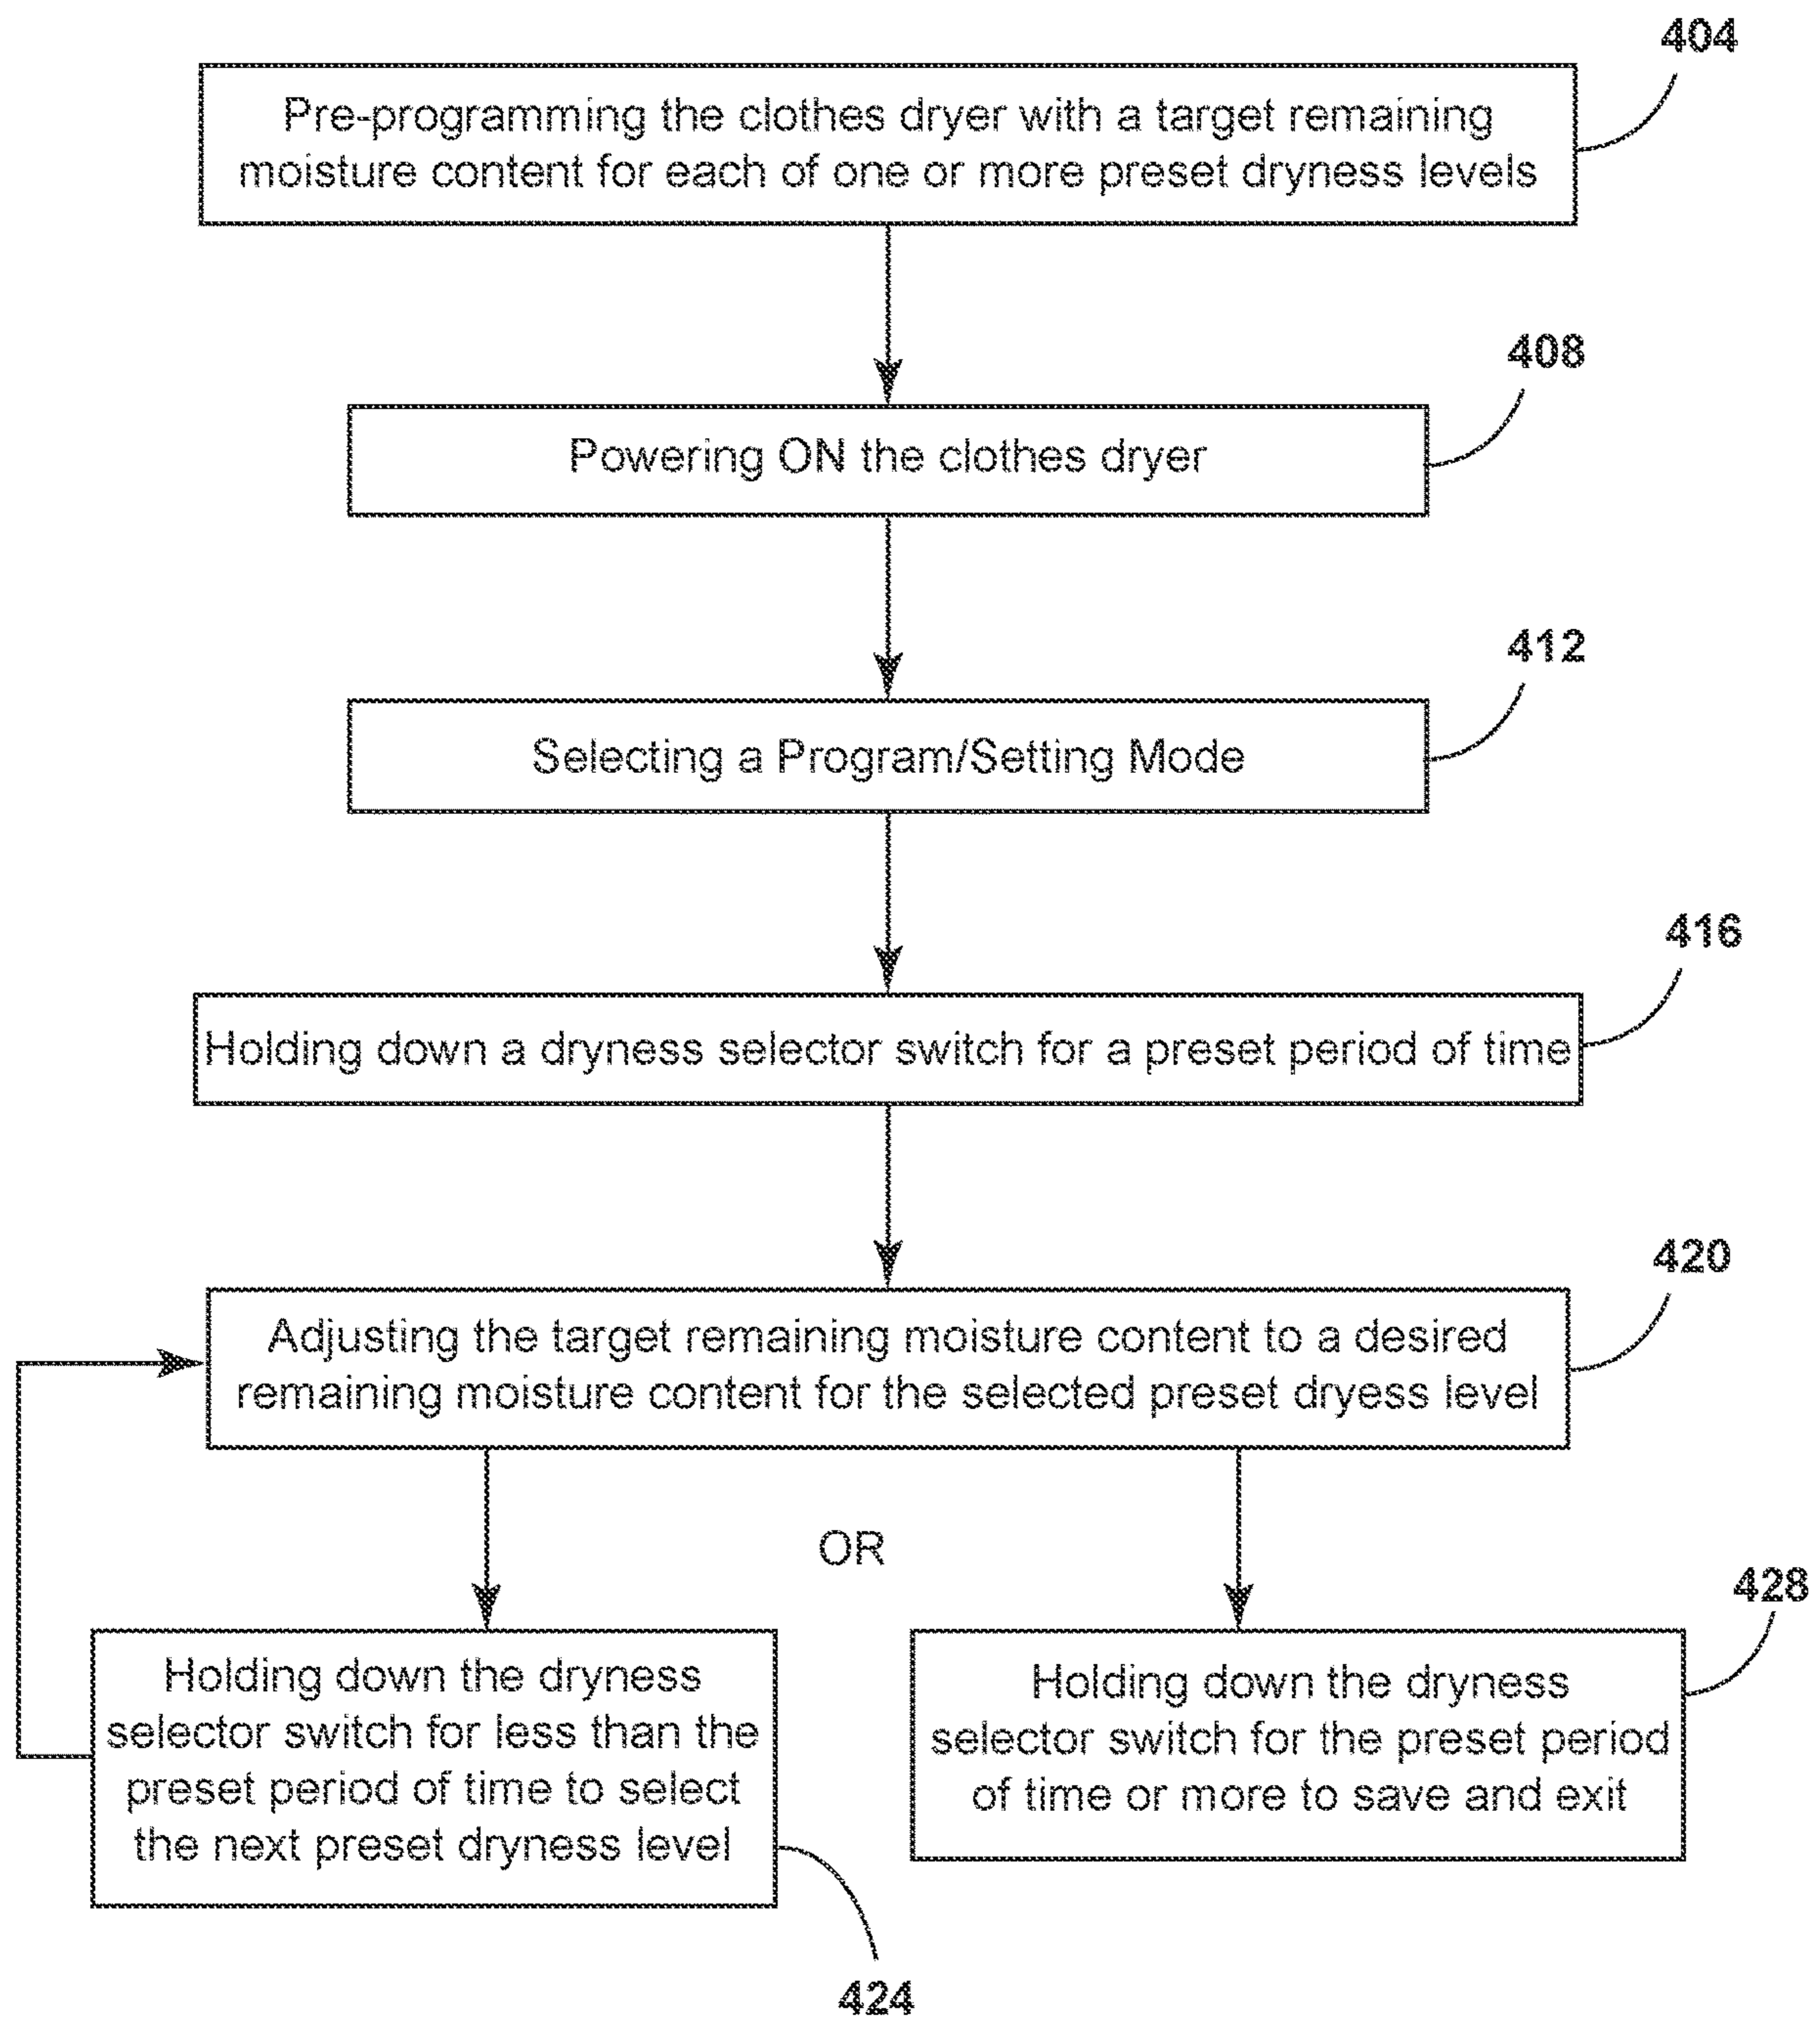 404
Pre-programming the clothes dryer with a target remaining
moisture content for each of one or more preset dryness levels
408
Powering ON the clothes dryer
412
Selecting a Program/Setting Mode
416
Holding down a dryness selector switch for a preset period of time
420
Adjusting the target remaining moisture content to a desired
remaining moisture content for the selected preset dryess level
OR
428
Holding down the dryness
selector switch for less than the
preset period of time to select
the next preset dryness level
Holding down the dryness
selector switch for the preset period
of time or more to save and exit
424